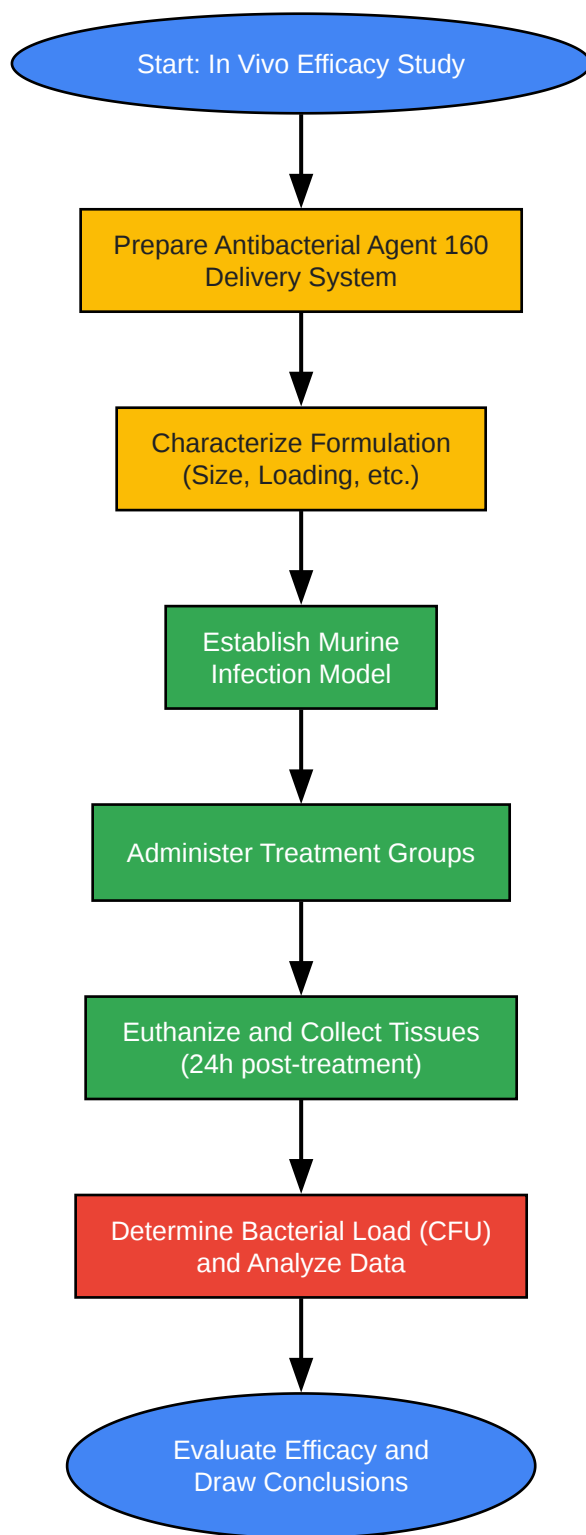 Start: In Vivo Efficacy Study
Prepare Antibacterial Agent 160
Delivery System
Characterize Formulation
(Size, Loading, etc.)
Establish Murine
Infection Model
Administer Treatment Groups
Euthanize and Collect Tissues
(24h post-treatment)
Determine Bacterial Load (CFU)
and Analyze Data
Evaluate Efficacy and
Draw Conclusions